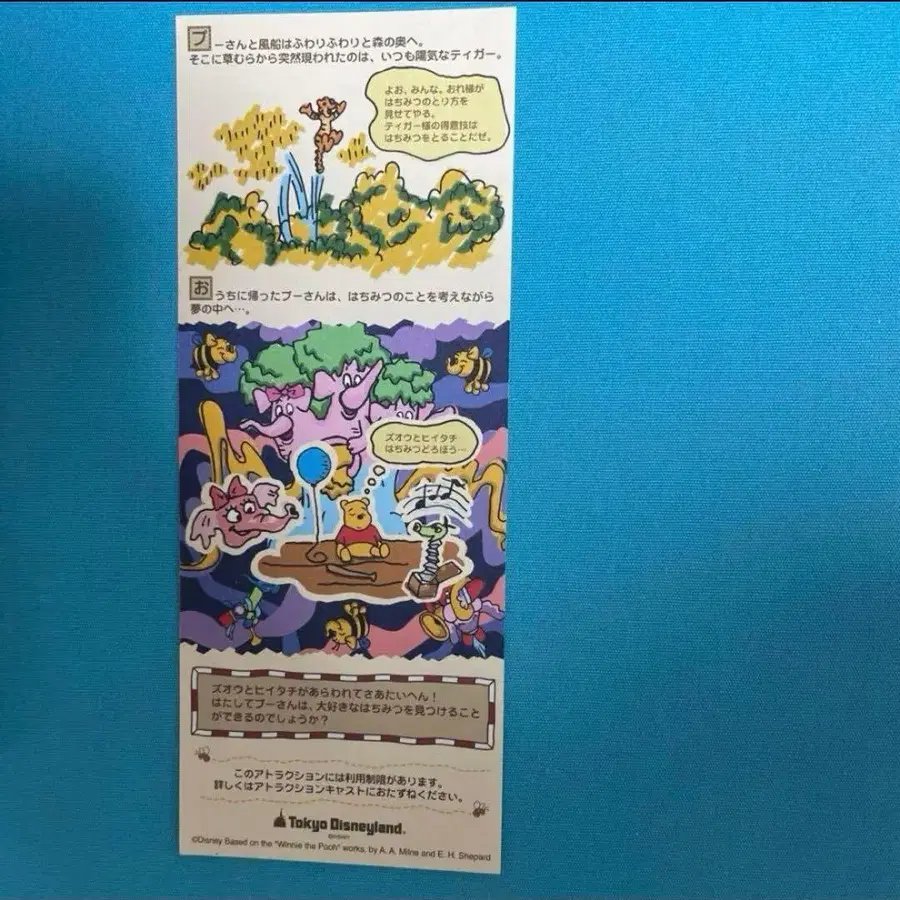 プーさんと風船はふわりふわりと森の奥へ。
そこに草むらから突然現われたのは、いつも陽気なティガー。
よお、みんな。おれ様が
はちみつのとり方を
見せてやる。
ティガー様の得意技は
はちみつをとることだぜ。
おうちに帰ったプーさんは、はちみつのことを考えながら
夢の中へ…。
ズオウとヒイタチ
はちみつどろぼう…
ズオウとヒイタチがあらわれてさあたいへん!
はたしてプーさんは、大好きなはちみつを見つけること
ができるのでしょうか?
このアトラクションには利用制限があります。
詳しくはアトラクションキャストにおたずねください。
Tokyo Disneyland®
©Disney Based on the "Winnie the Pooh" works, by A. A. Milne and E. H. Shepard